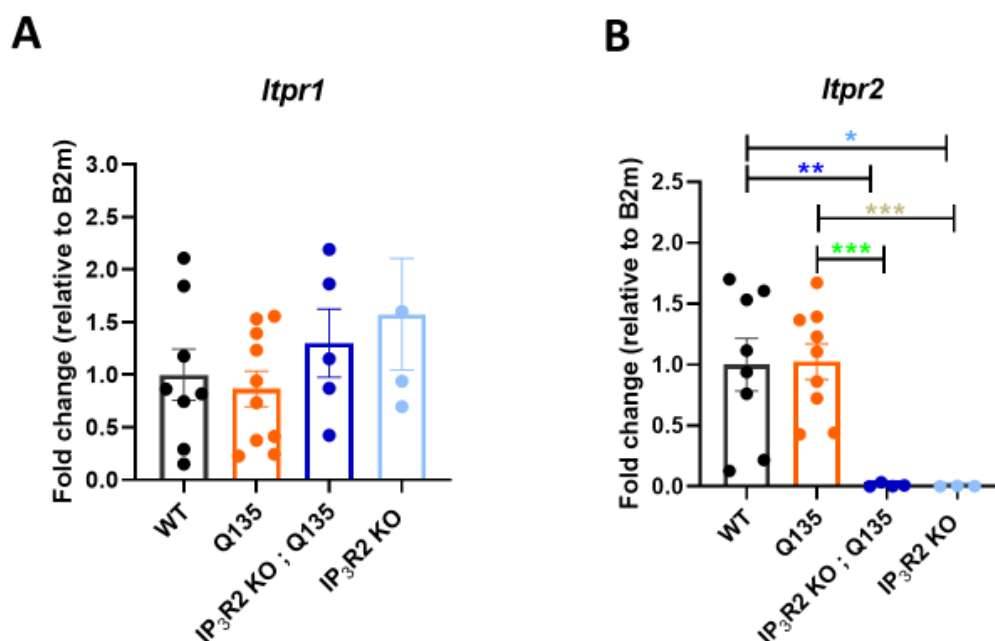 A
Itpr1
Fold change (relative to B2m)
3.0
2.5
2.0
1.5
1.0
0.5
0.0
WT
Q135
IP₃R2 KO ; Q135
IP₃R2 KO
B
Itpr2
*
**
***
***
Fold change (relative to B2m)
2.5
2.0
1.5
1.0
0.5
0.0
WT
Q135
IP₃R2 KO ; Q135
IP₃R2 KO